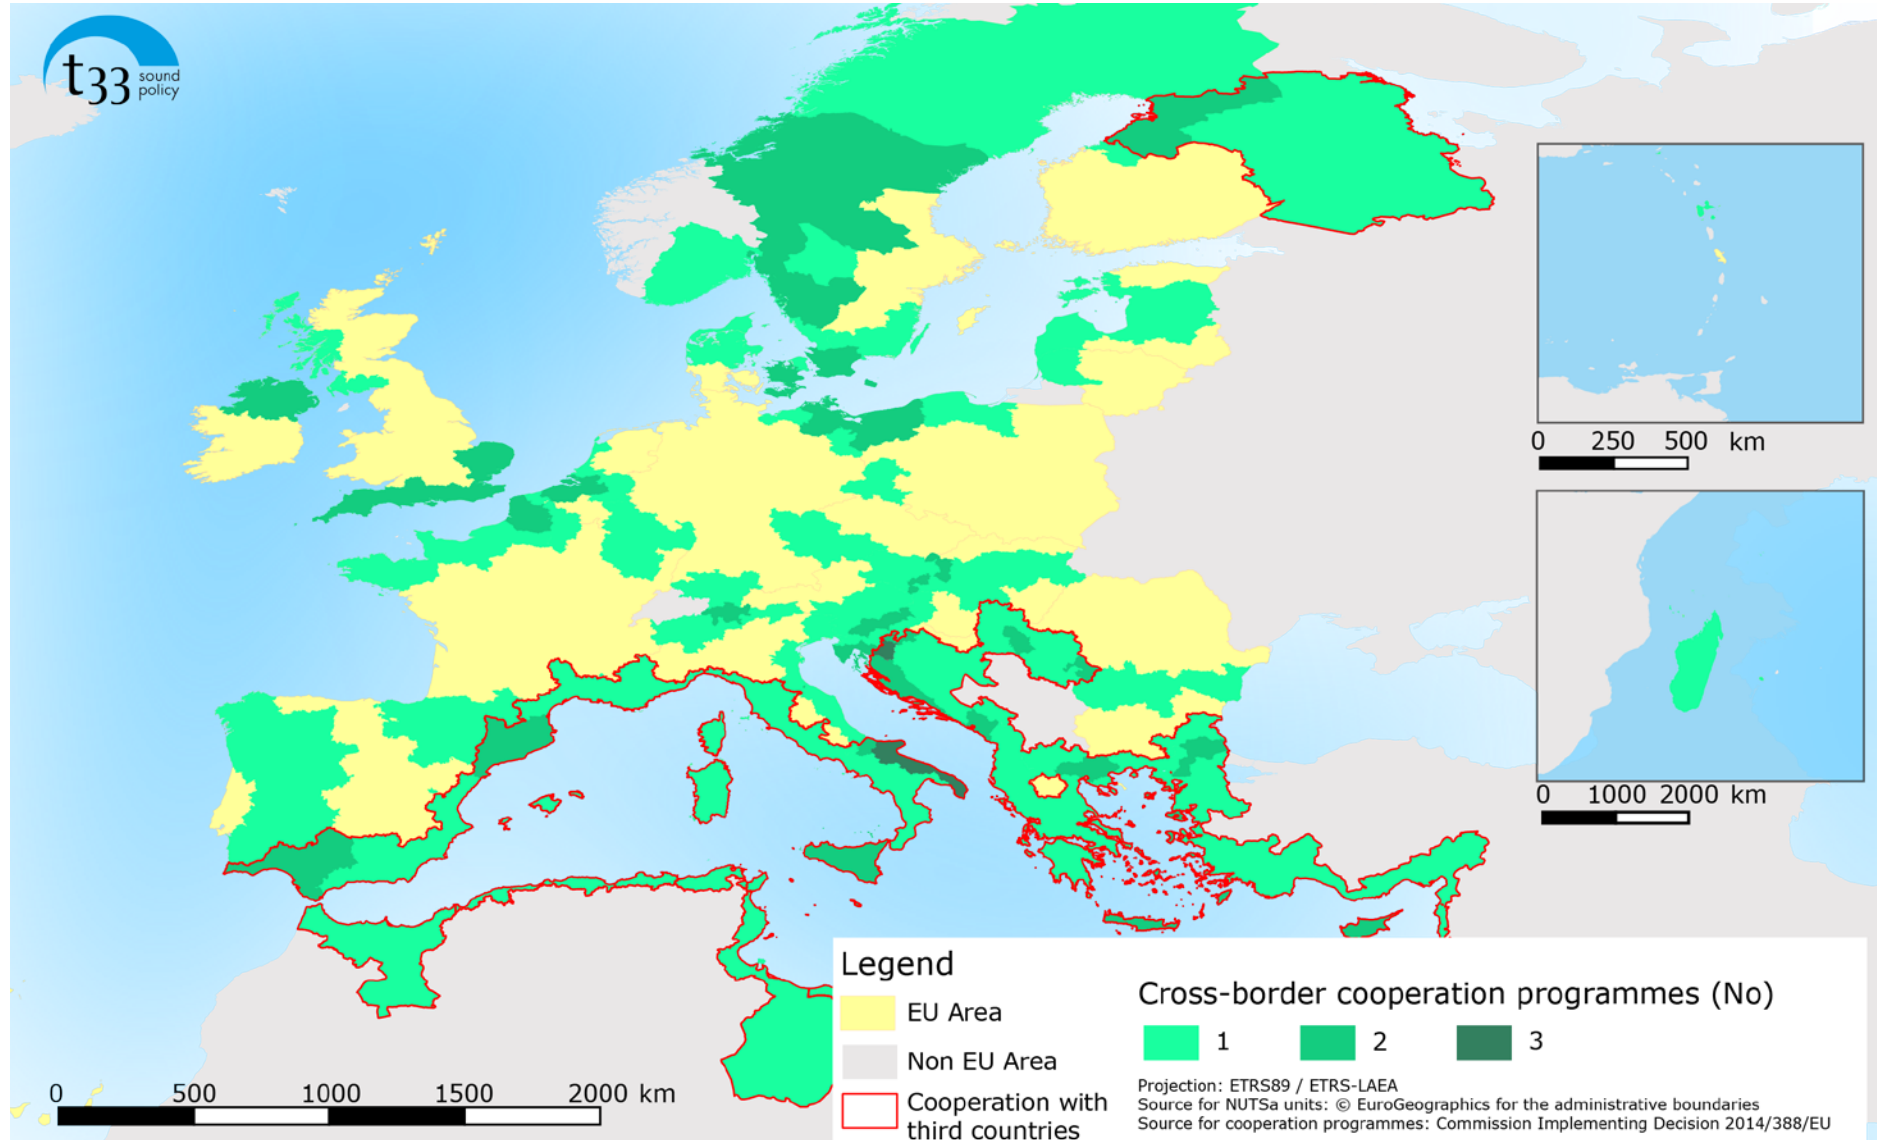 t33 sound
policy
0 250 500 km
0 1000 2000 km
Legend
EU Area
Non EU Area
Cooperation with
third countries
Cross-border cooperation programmes (No)
1 2 3
Projection: ETRS89 / ETRS-LAEA
Source for NUTSa units: © EuroGeographics for the administrative boundaries
Source for cooperation programmes: Commission Implementing Decision 2014/388/EU
0 500 1000 1500 2000 km